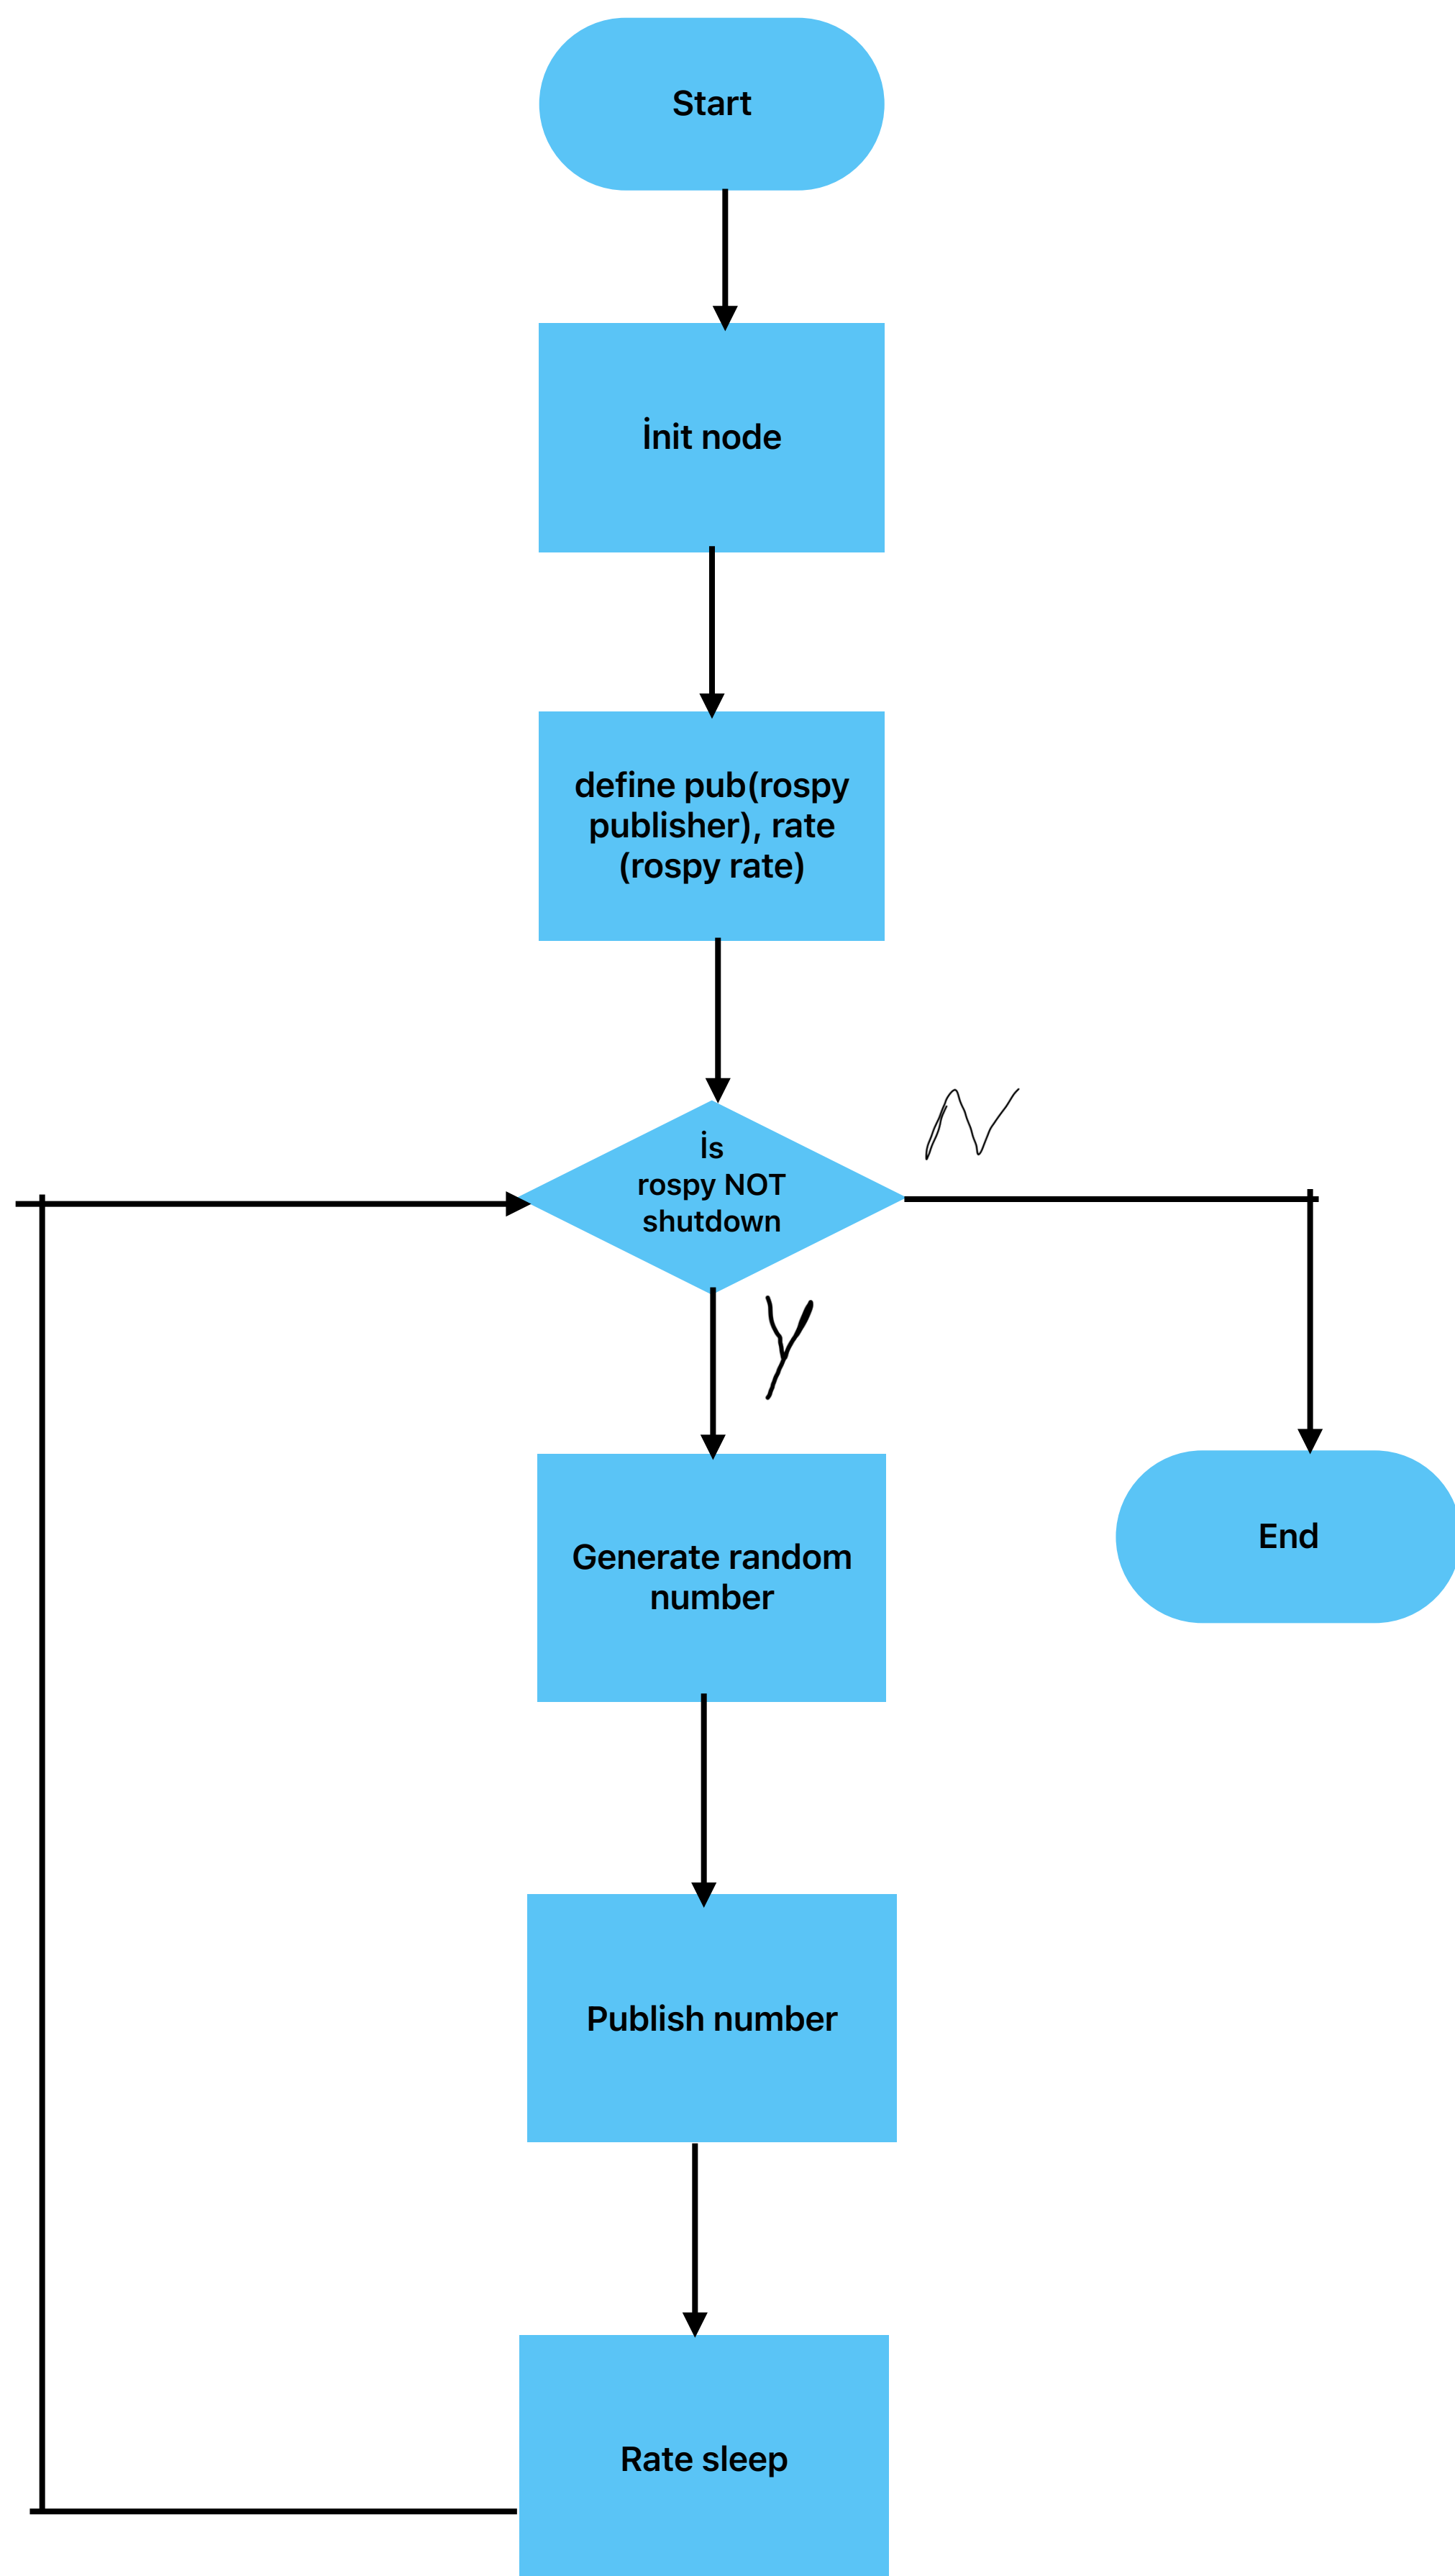 Start
İnit node
define pub(rospy
publisher), rate
(rospy rate)
İs
rospy NOT
shutdown
N
Y
Generate random
number
End
Publish number
Rate sleep